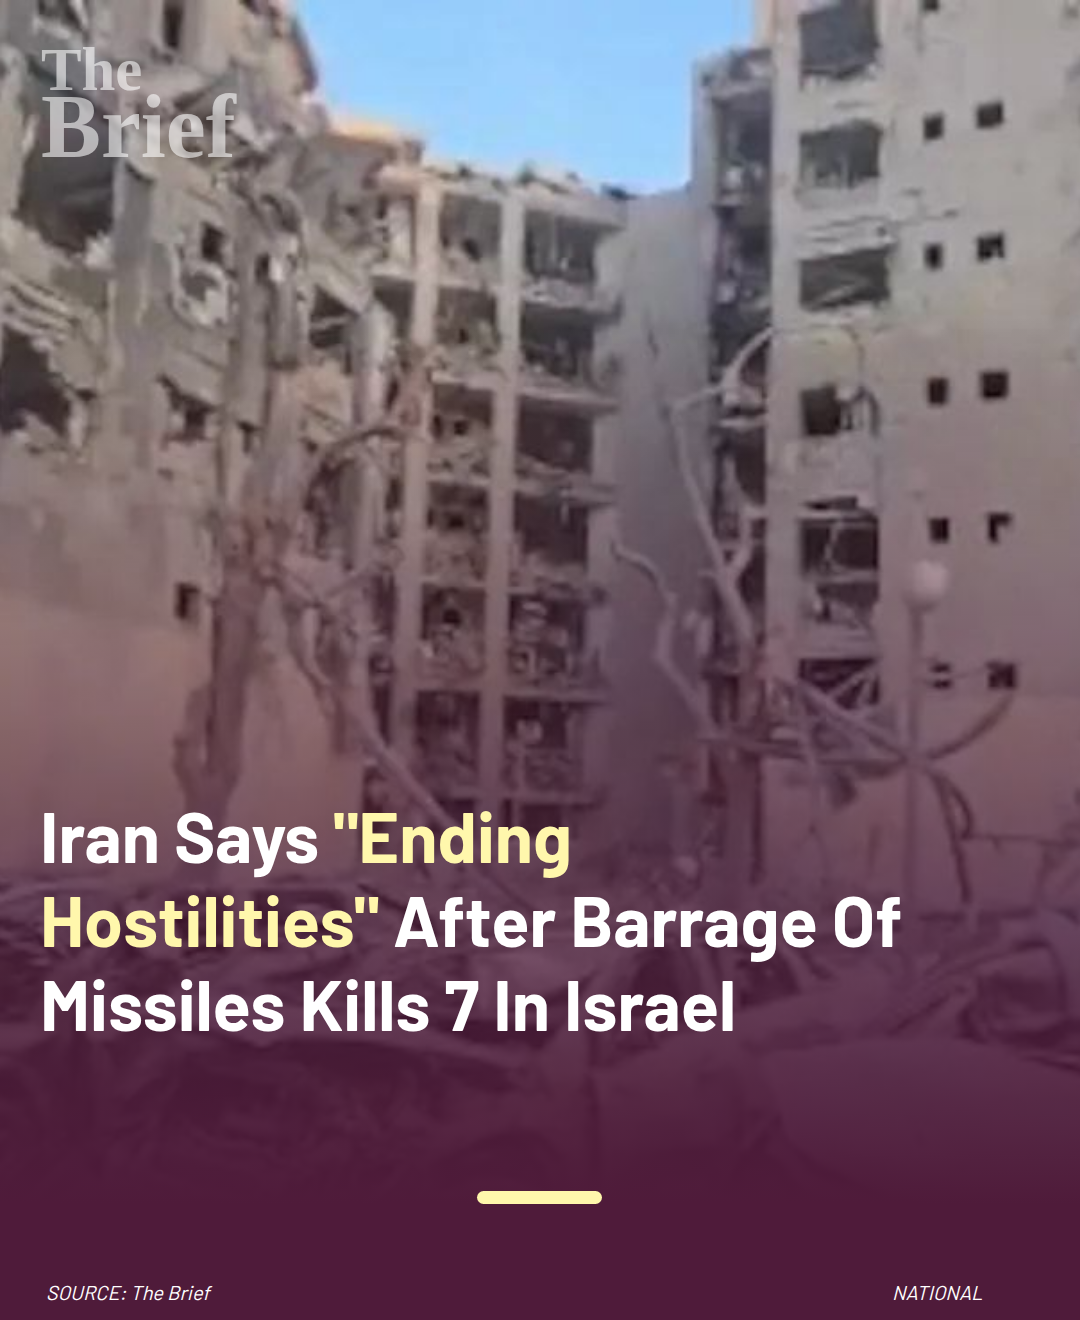 The
Brief
Iran Says "Ending
Hostilities" After Barrage Of
Missiles Kills 7 In Israel
SOURCE: The Brief
NATIONAL